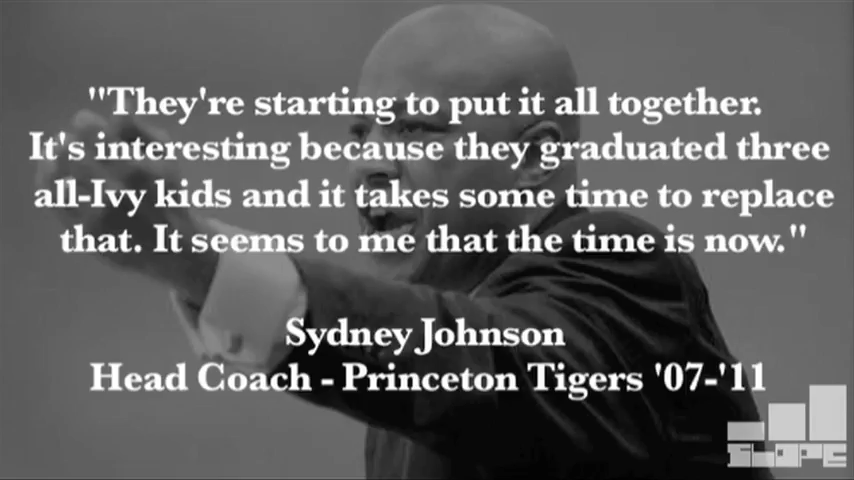 "They're starting to put it all together.
It's interesting because they graduated three
all-Ivy kids and it takes some time to replace
that. It seems to me that the time is now."
Sydney Johnson
Head Coach - Princeton Tigers '07-'11
SLOPE